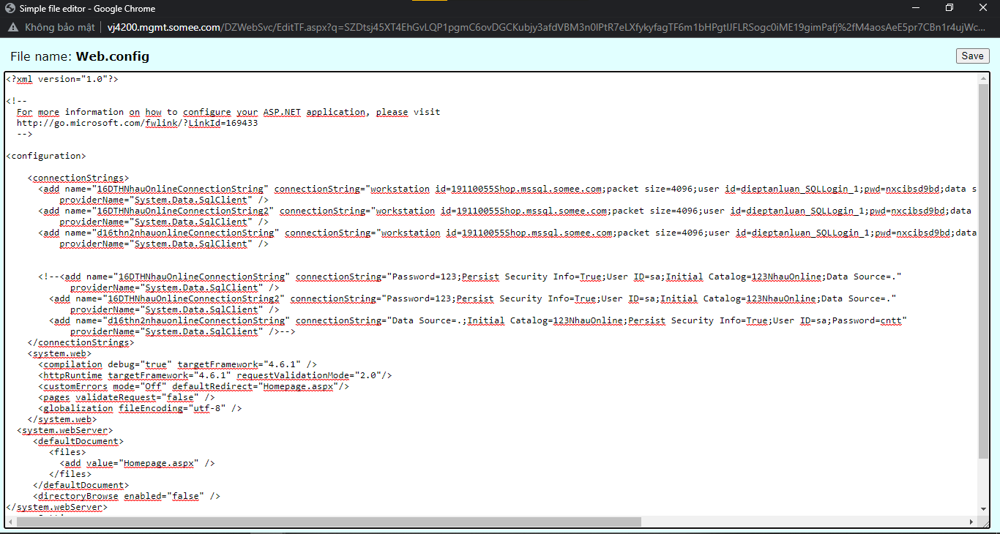 Simple file editor - Google Chrome
Không bảo mật vj4200.mgmt.somee.com/DZWebSvc/EditTF.aspx
File name: Web.config
Save
<?xml version="1.0"?>
<!--
For more information on how to configure your ASP.NET application, please visit
http://go.microsoft.com/fwlink/?LinkId=169433
-->
<configuration>
<connectionStrings>
<add name="16DTHNhauOnlineConnectionString" connectionString="workstation id=19110055Shop.mssql.somee.com;packet size=4096;user id=dieptanluan_SQLLogin_1;pwd=nxcibsd9bd;data s
providerName="System.Data.SqlClient" />
<add name="16DTHNhauOnlineConnectionString2" connectionString="workstation id=19110055Shop.mssql.somee.com;packet size=4096;user id=dieptanluan_SQLLogin_1;pwd=nxcibsd9bd;data
providerName="System.Data.SqlClient" />
<add name="d16thn2nhauonlineConnectionString" connectionString="workstation id=19110055Shop.mssql.somee.com;packet size=4096;user id=dieptanluan_SQLLogin_1;pwd=nxcibsd9bd;data
providerName="System.Data.SqlClient" />
<!--<add name="16DTHNhauOnlineConnectionString" connectionString="Password=123;Persist Security Info=True;User ID=sa;Initial Catalog=123NhauOnline;Data Source=."
providerName="System.Data.SqlClient" />
<add name="16DTHNhauOnlineConnectionString2" connectionString="Password=123;Persist Security Info=True;User ID=sa;Initial Catalog=123NhauOnline;Data Source=."
providerName="System.Data.SqlClient" />
<add name="d16thn2nhauonlineConnectionString" connectionString="Data Source=.;Initial Catalog=123NhauOnline;Persist Security Info=True;User ID=sa;Password=cntt"
providerName="System.Data.SqlClient" />-->
</connectionStrings>
<system.web>
<compilation debug="true" targetFramework="4.6.1" />
<httpRuntime targetFramework="4.6.1" requestValidationMode="2.0"/>
<customErrors mode="Off" defaultRedirect="Homepage.aspx"/>
<pages validateRequest="false" />
<globalization fileEncoding="utf-8" />
</system.web>
<system.webServer>
<defaultDocument>
<files>
<add value="Homepage.aspx" />
</files>
</defaultDocument>
<directoryBrowse enabled="false" />
</system.webServer>